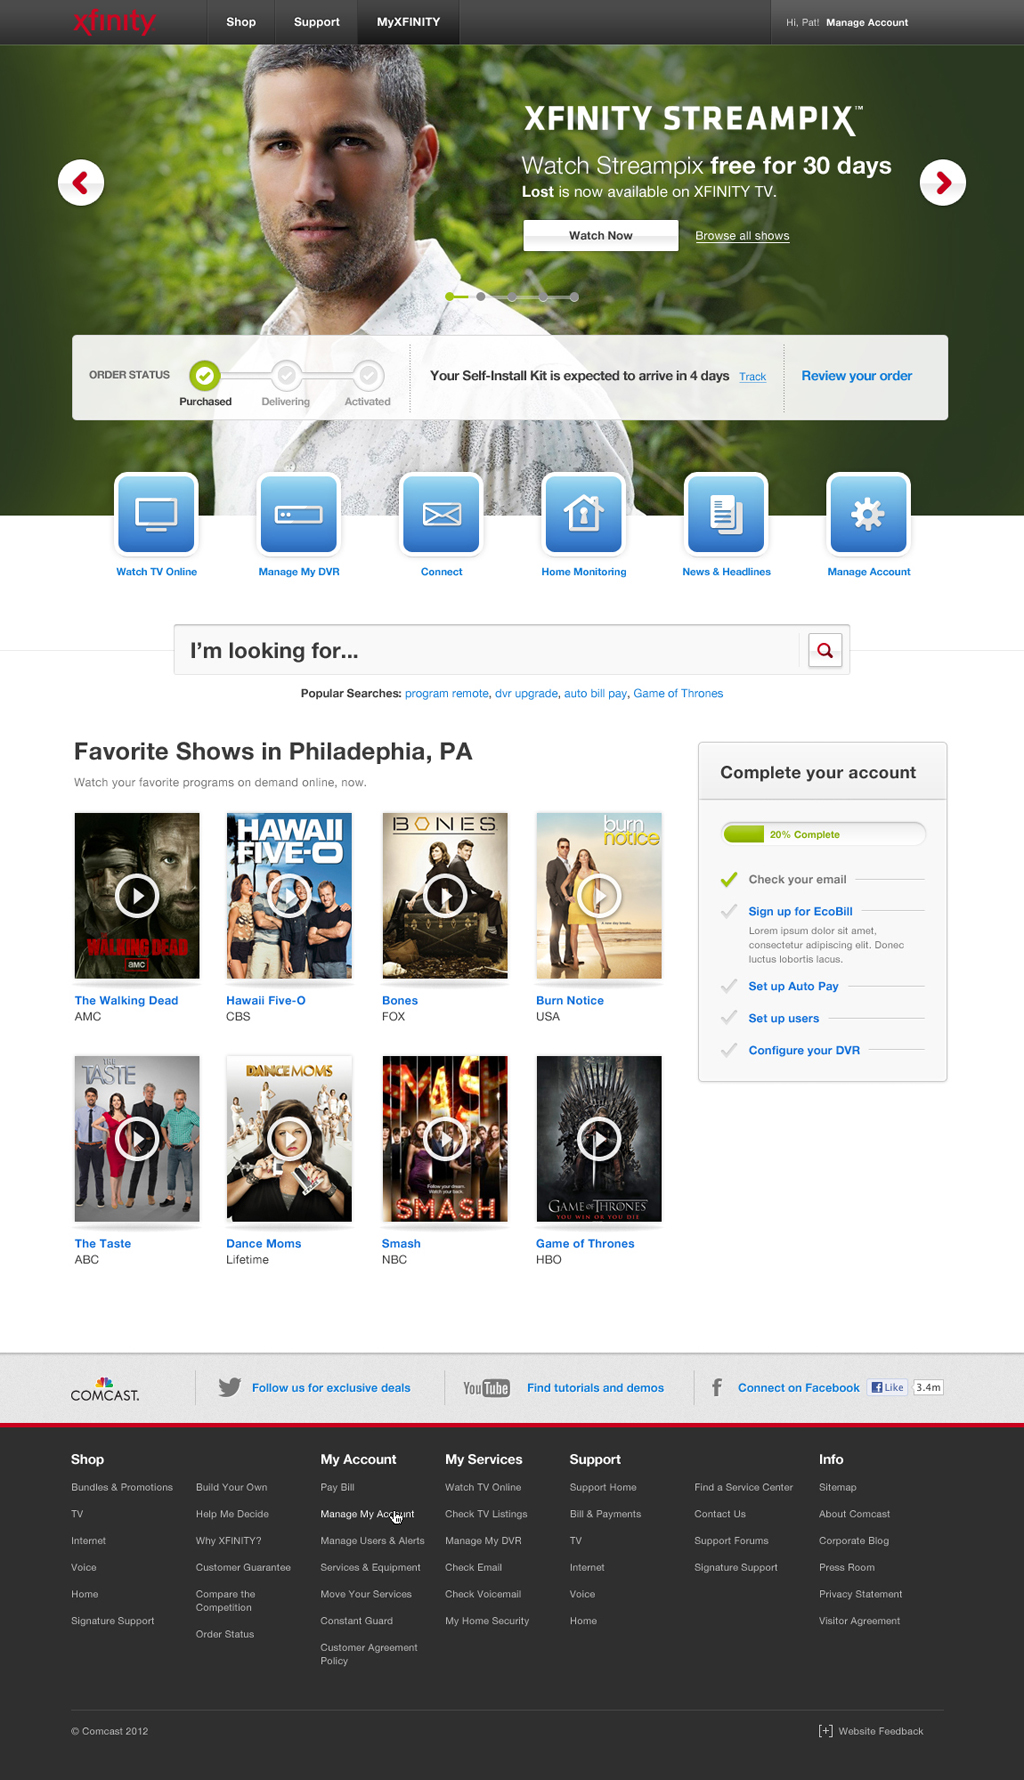 xfinity
Shop
Support
MyXFINITY
Hi, Pat! Manage Account
XFINITY STREAMPIX™
Watch Streampix free for 30 days
Lost is now available on XFINITY TV.
Watch Now
Browse all shows
ORDER STATUS
Purchased
Delivering
Activated
Your Self-Install Kit is expected to arrive in 4 days Track
Review your order
Watch TV Online
Manage My DVR
Connect
Home Monitoring
News & Headlines
Manage Account
I'm looking for...
Popular Searches: program remote, dvr upgrade, auto bill pay, Game of Thrones
Favorite Shows in Philadephia, PA
Watch your favorite programs on demand online, now.
THE WALKING DEAD
amc
HAWAII
FIVE-O
BONES
burn
notice
The Walking Dead
AMC
Hawaii Five-O
CBS
Bones
FOX
Burn Notice
USA
THE
TASTE
DANCE MOMS
SMASH
Follow your dream.
Watch your back.
SMASH
GAME OF THRONES
YOU WIN OR YOU DIE
The Taste
ABC
Dance Moms
Lifetime
Smash
NBC
Game of Thrones
HBO
Complete your account
20% Complete
Check your email
Sign up for EcoBill
Lorem ipsum dolor sit amet,
consectetur adipiscing elit. Donec
luctus lobortis lacus.
Set up Auto Pay
Set up users
Configure your DVR
COMCAST.
Follow us for exclusive deals
YouTube
Find tutorials and demos
Connect on Facebook
Like
3.4m
Shop
Bundles & Promotions
TV
Internet
Voice
Home
Signature Support
Build Your Own
Help Me Decide
Why XFINITY?
Customer Guarantee
Compare the
Competition
Order Status
My Account
Pay Bill
Manage My Account
Manage Users & Alerts
Services & Equipment
Move Your Services
Constant Guard
Customer Agreement
Policy
My Services
Watch TV Online
Check TV Listings
Manage My DVR
Check Email
Check Voicemail
My Home Security
Support
Support Home
Bill & Payments
TV
Internet
Voice
Home
Find a Service Center
Contact Us
Support Forums
Signature Support
Info
Sitemap
About Comcast
Corporate Blog
Press Room
Privacy Statement
Visitor Agreement
© Comcast 2012
[+] Website Feedback